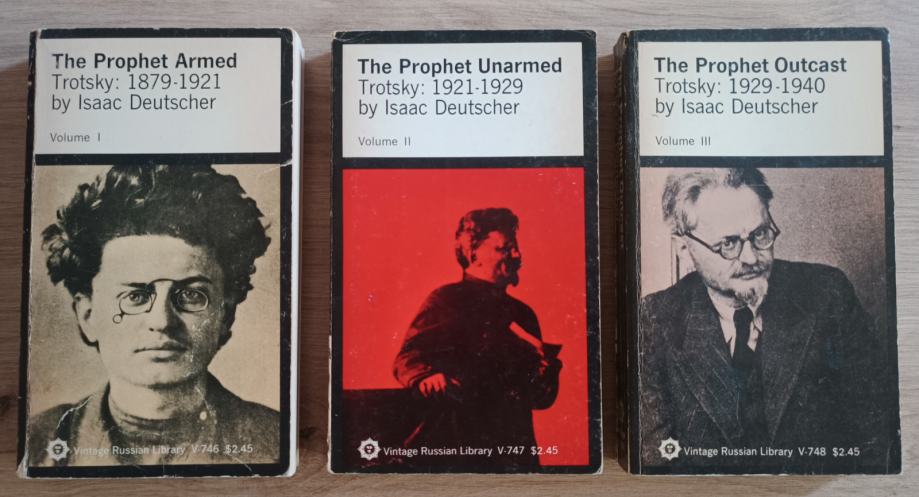 The Prophet Armed
Trotsky: 1879-1921
by Isaac Deutscher
Volume I
Vintage Russian Library V-746 $2.45
The Prophet Unarmed
Trotsky: 1921-1929
by Isaac Deutscher
Volume II
Vintage Russian Library V-747 $2.45
The Prophet Outcast
Trotsky: 1929-1940
by Isaac Deutscher
Volume III
Vintage Russian Library V-748 $2.45